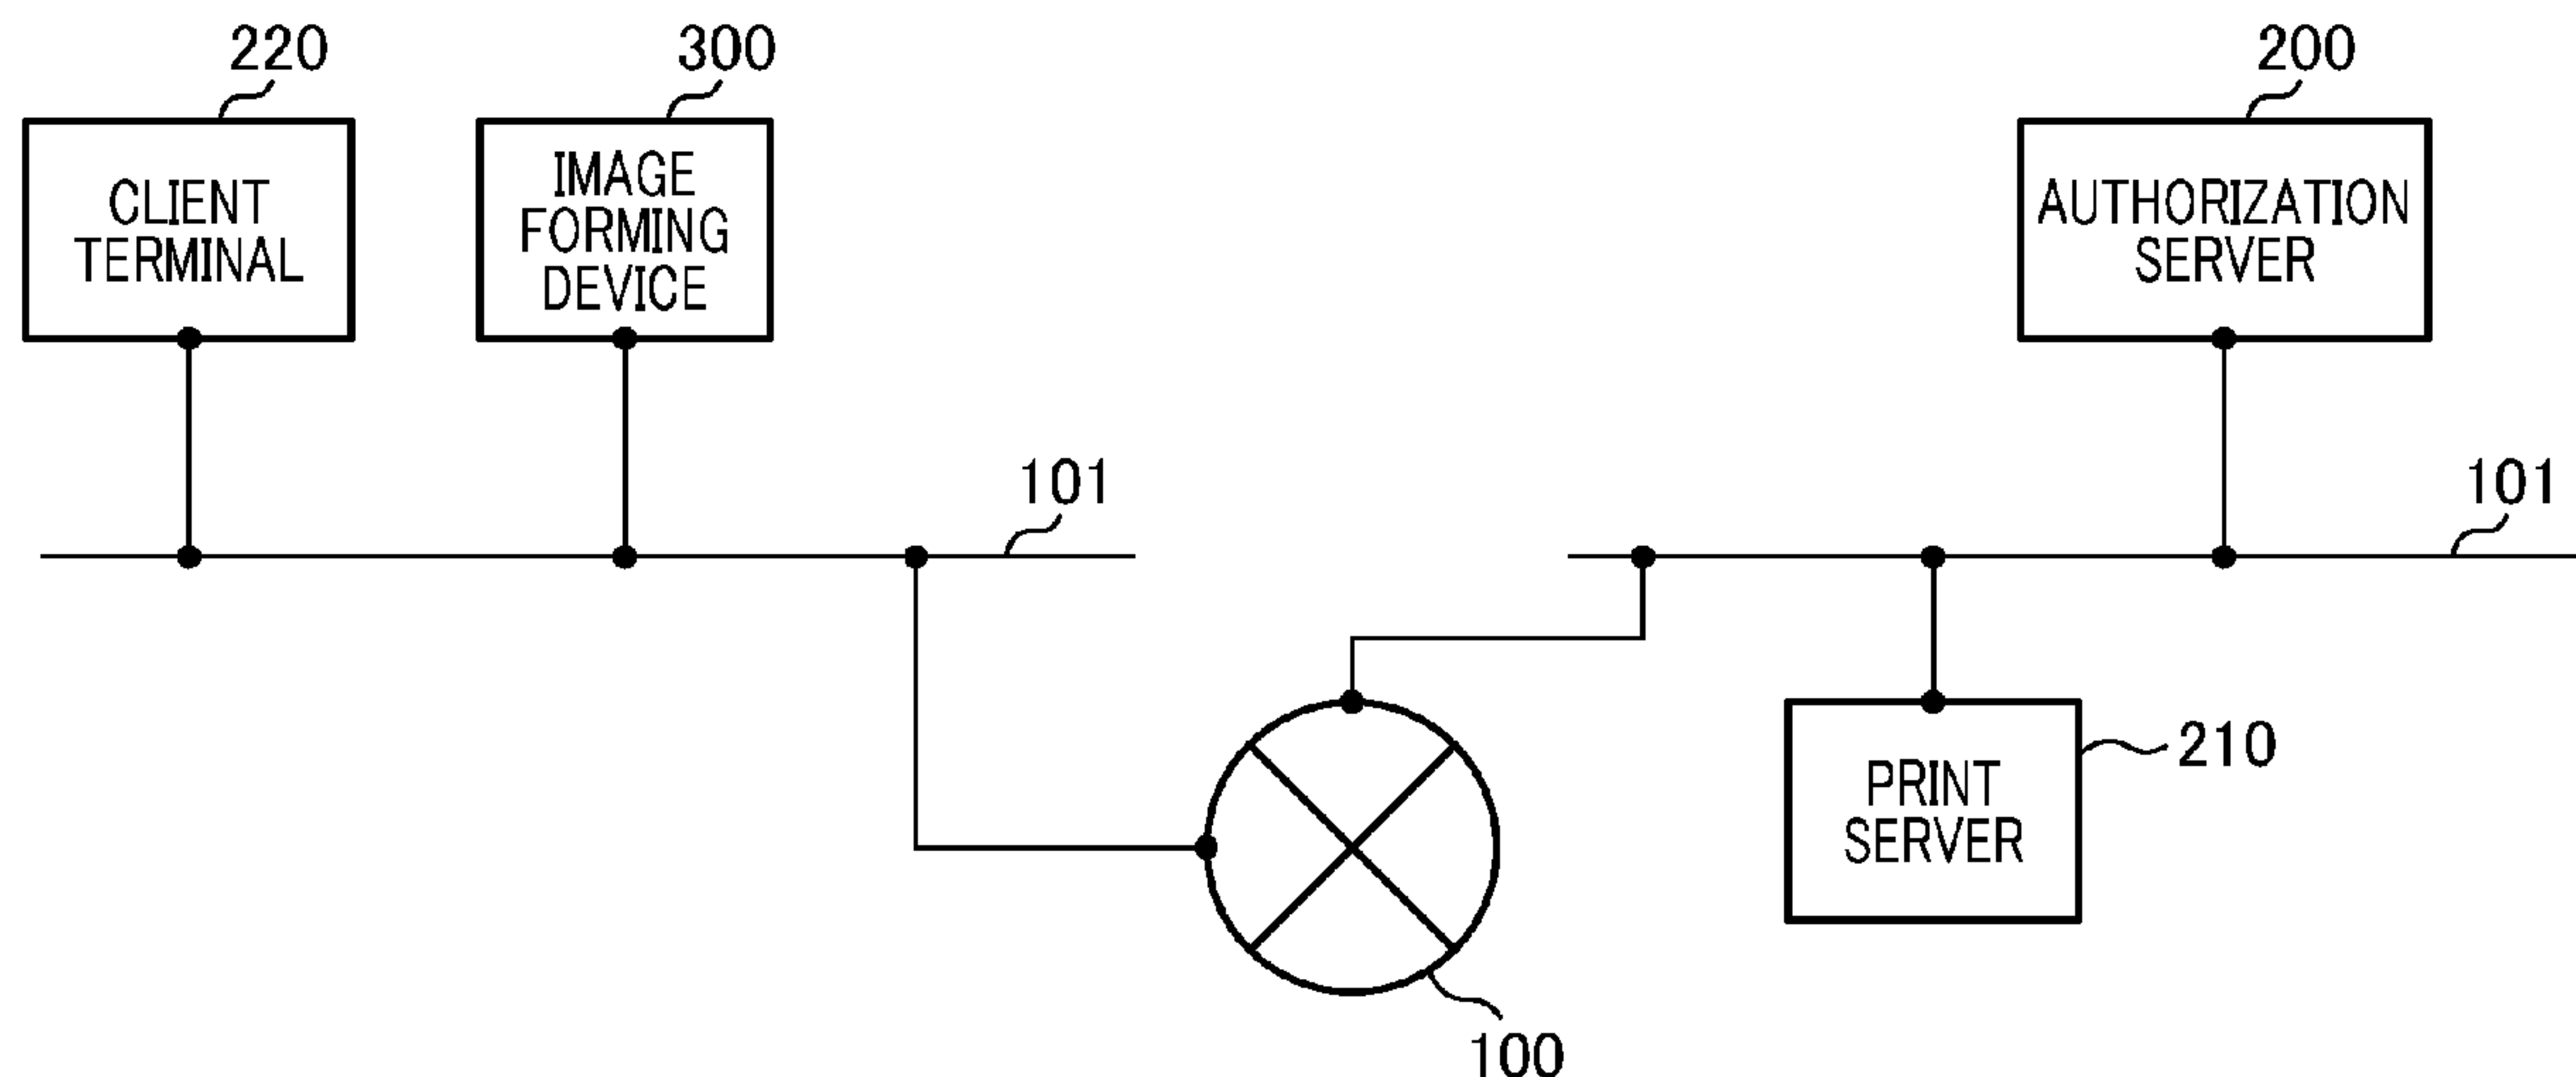 220
300
200
CLIENT
TERMINAL
IMAGE
FORMING
DEVICE
AUTHORIZATION
SERVER
101
101
PRINT
SERVER
210
100